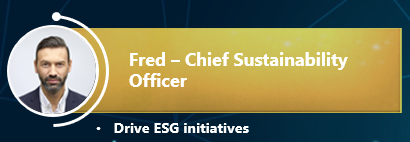 Fred – Chief Sustainability
Officer
• Drive ESG initiatives